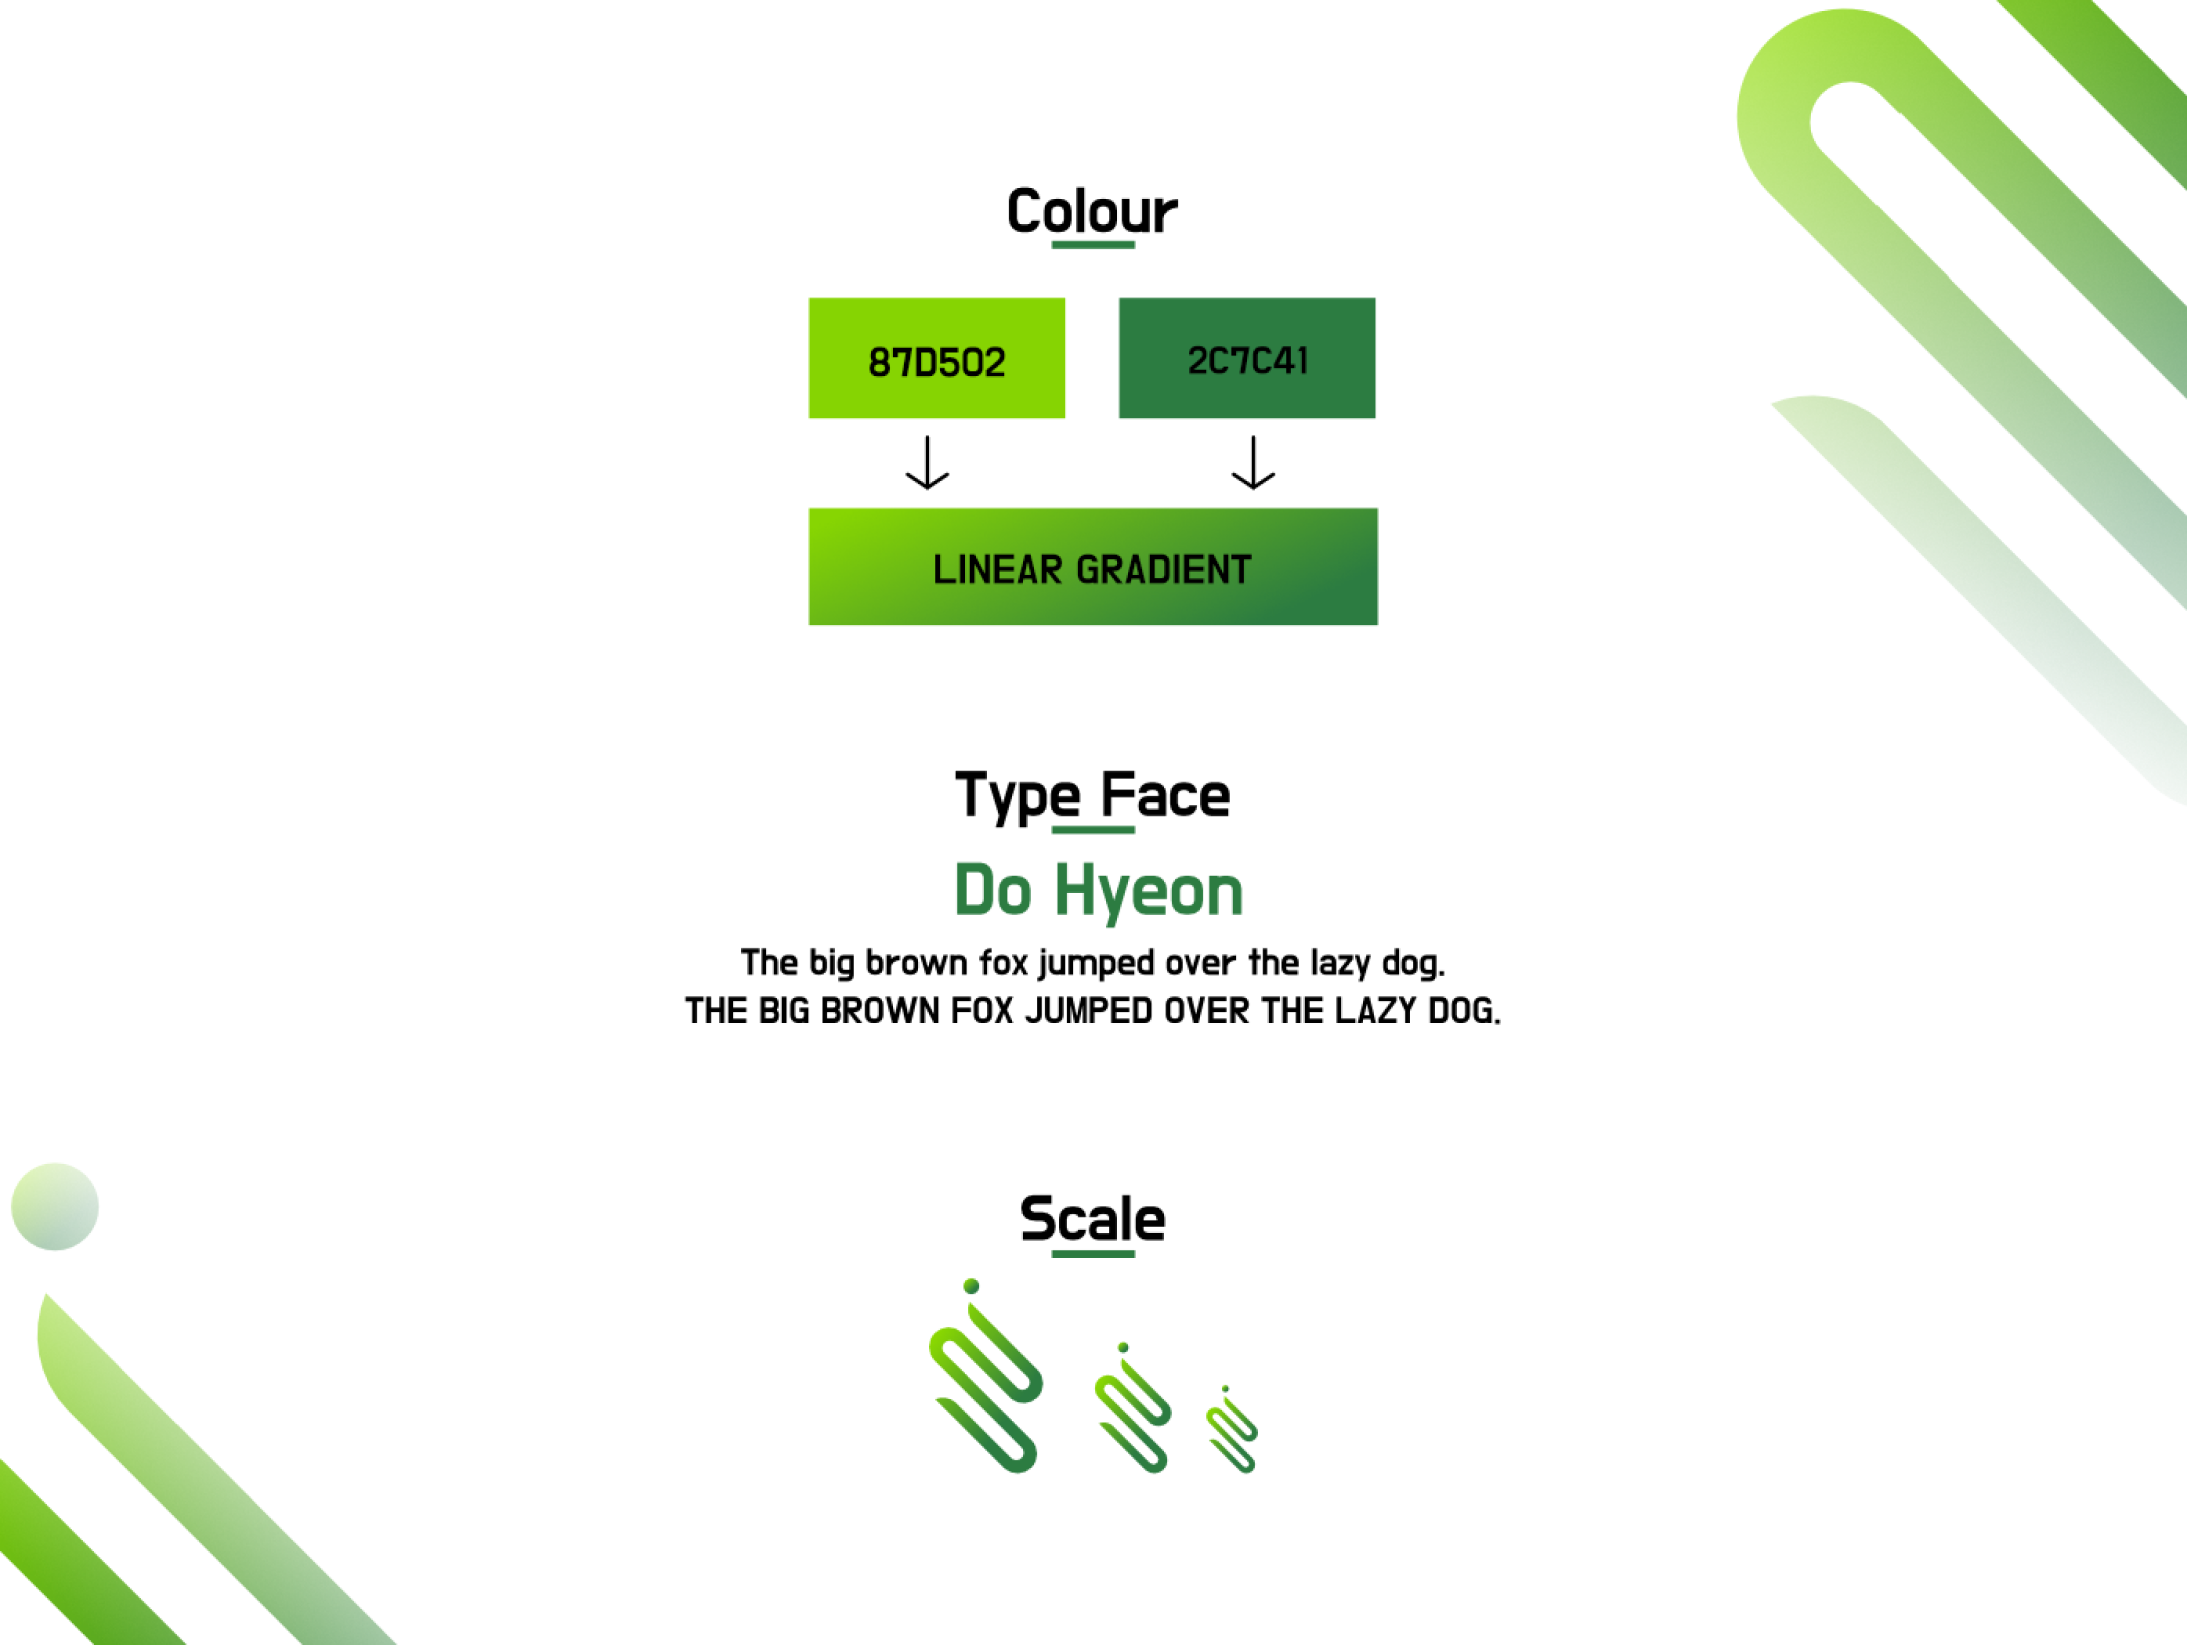 Colour
87D502
2C7C41
LINEAR GRADIENT
Type Face
Do Hyeon
The big brown fox jumped over the lazy dog.
THE BIG BROWN FOX JUMPED OVER THE LAZY DOG.
Scale